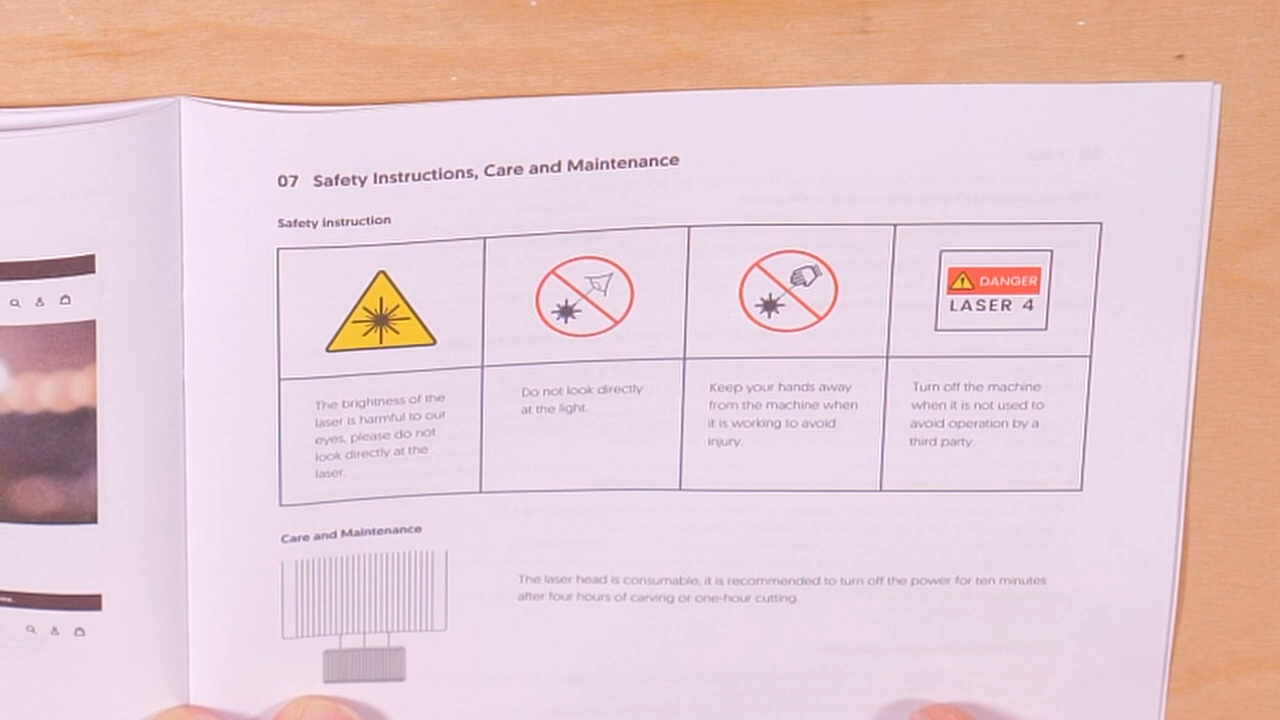 07 Safety Instructions, Care and Maintenance
Safety instruction
DANGER
LASER 4
The brightness of the
laser is harmful to our
eyes, please do not
look directly at the
laser.
Do not look directly
at the light.
Keep your hands away
from the machine when
it is working to avoid
injury.
Turn off the machine
when it is not used to
avoid operation by a
third party.
Care and Maintenance
The laser head is consumable, it is recommended to turn off the power for ten minutes
after four hours of carving or one-hour cutting.